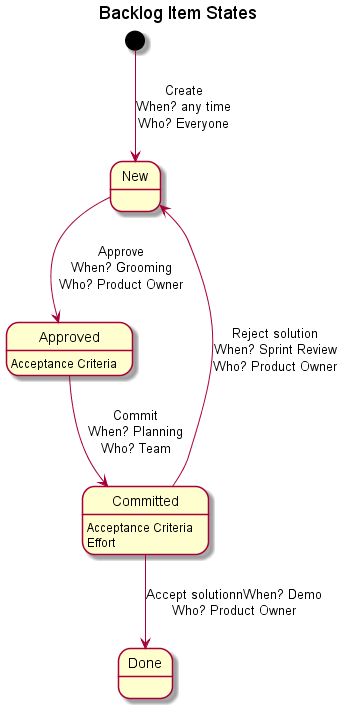 Backlog Item States
Create
When? any time
Who? Everyone
New
Approve
When? Grooming
Who? Product Owner
Approved
Acceptance Criteria
Reject solution
When? Sprint Review
Who? Product Owner
Commit
When? Planning
Who? Team
Committed
Acceptance Criteria
Effort
Accept solutionnWhen? Demo
Who? Product Owner
Done